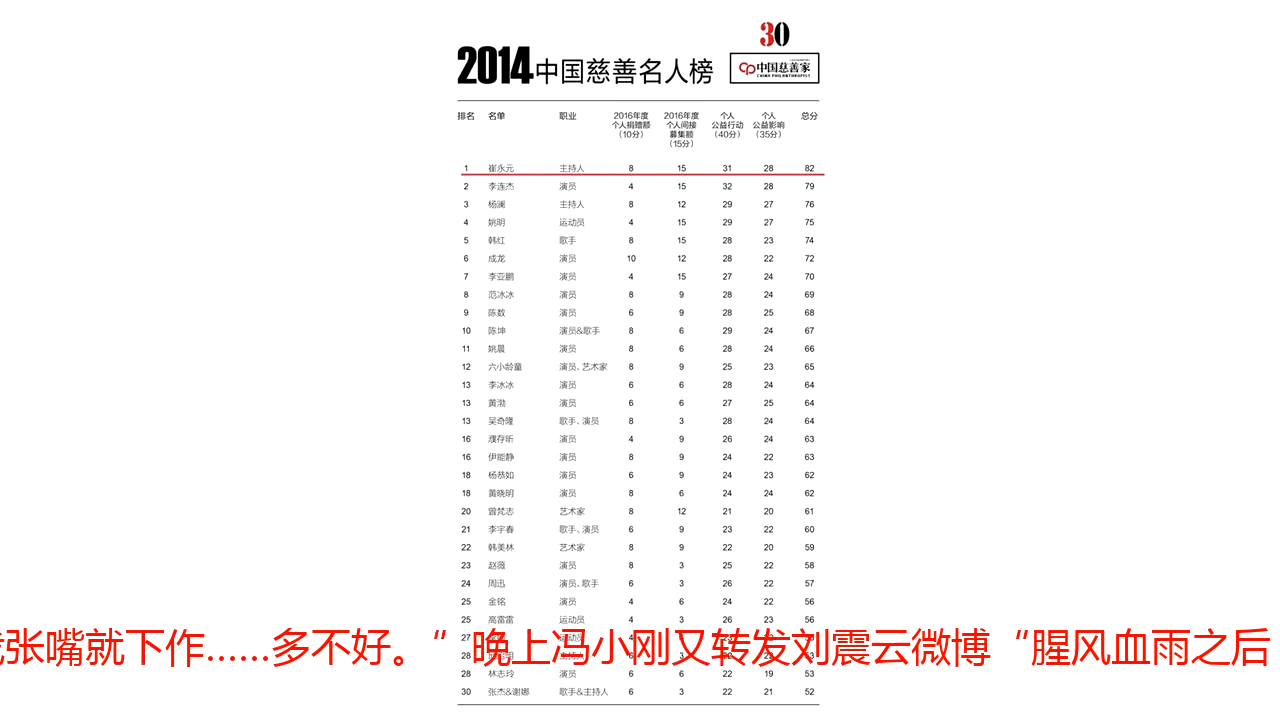 30
2014中国慈善名人榜
中国慈善家
CHINA PHILANTHROPIST
排名 名单 职业 2016年度个人捐赠额（10分） 2016年度个人间接募集额（15分） 个人公益行动（40分） 个人公益影响（35分） 总分
1 崔永元 主持人 8 15 31 28 82
2 李连杰 演员 4 15 32 28 79
3 杨澜 主持人 8 12 29 27 76
4 姚明 运动员 4 15 29 27 75
5 韩红 歌手 8 15 28 23 74
6 成龙 演员 10 12 28 22 72
7 李亚鹏 演员 4 15 27 24 70
8 范冰冰 演员 8 9 28 24 69
9 陈数 演员 6 9 28 25 68
10 陈坤 演员&歌手 8 6 29 24 67
11 姚晨 演员 8 6 28 24 66
12 六小龄童 演员、艺术家 8 9 25 23 65
13 李冰冰 演员 6 6 28 24 64
13 黄渤 演员 6 6 27 25 64
13 吴奇隆 歌手、演员 8 3 28 24 64
16 濮存昕 演员 4 9 26 24 63
16 伊能静 演员 8 9 24 22 63
18 杨恭如 演员 6 9 24 23 62
18 黄晓明 演员 8 6 24 24 62
20 曾梵志 艺术家 8 12 21 20 61
21 李宇春 歌手、演员 6 9 23 22 60
22 韩美林 艺术家 8 9 22 20 59
23 赵薇 演员 8 3 25 22 58
24 周迅 演员、歌手 6 3 26 22 57
25 金铭 演员 4 6 24 22 56
25 高雷雷 运动员 4 3 26 23 56
27 运动员
张嘴就下作……多不好。”晚上冯小刚又转发刘震云微博“腥风血雨之后
28 主持人
28 林志玲 演员 6 6 22 19 53
30 张杰&谢娜 歌手&主持人 6 3 22 21 52